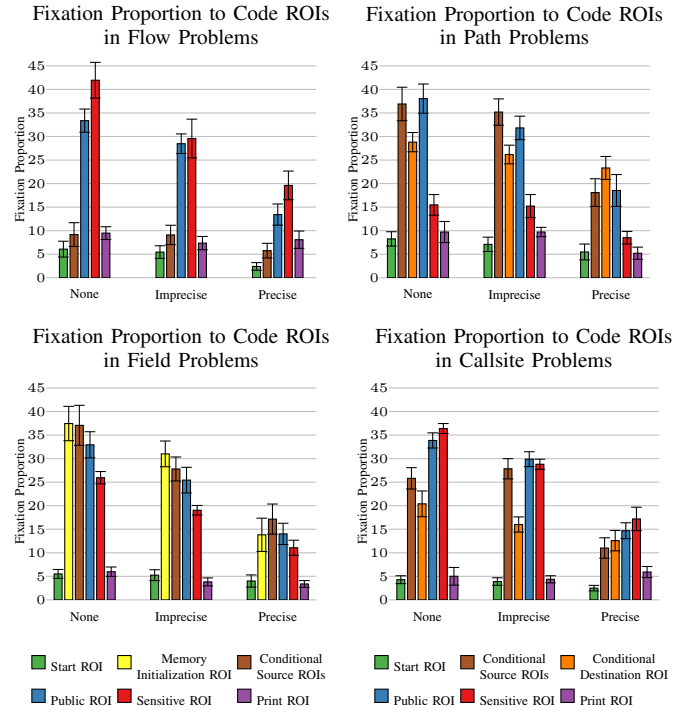 Fixation Proportion to Code ROIs
in Flow Problems
45
40
35
30
25
20
15
10
5
0
Fixation Proportion
None
Imprecise
Precise
Fixation Proportion to Code ROIs
in Path Problems
45
40
35
30
25
20
15
10
5
0
Fixation Proportion
None
Imprecise
Precise
Fixation Proportion to Code ROIs
in Field Problems
45
40
35
30
25
20
15
10
5
0
Fixation Proportion
None
Imprecise
Precise
Fixation Proportion to Code ROIs
in Callsite Problems
45
40
35
30
25
20
15
10
5
0
Fixation Proportion
None
Imprecise
Precise
Start ROI
Memory
Initialization ROI
Conditional
Source ROIs
Public ROI
Sensitive ROI
Print ROI
Start ROI
Conditional
Source ROIs
Conditional
Destination ROI
Public ROI
Sensitive ROI
Print ROI